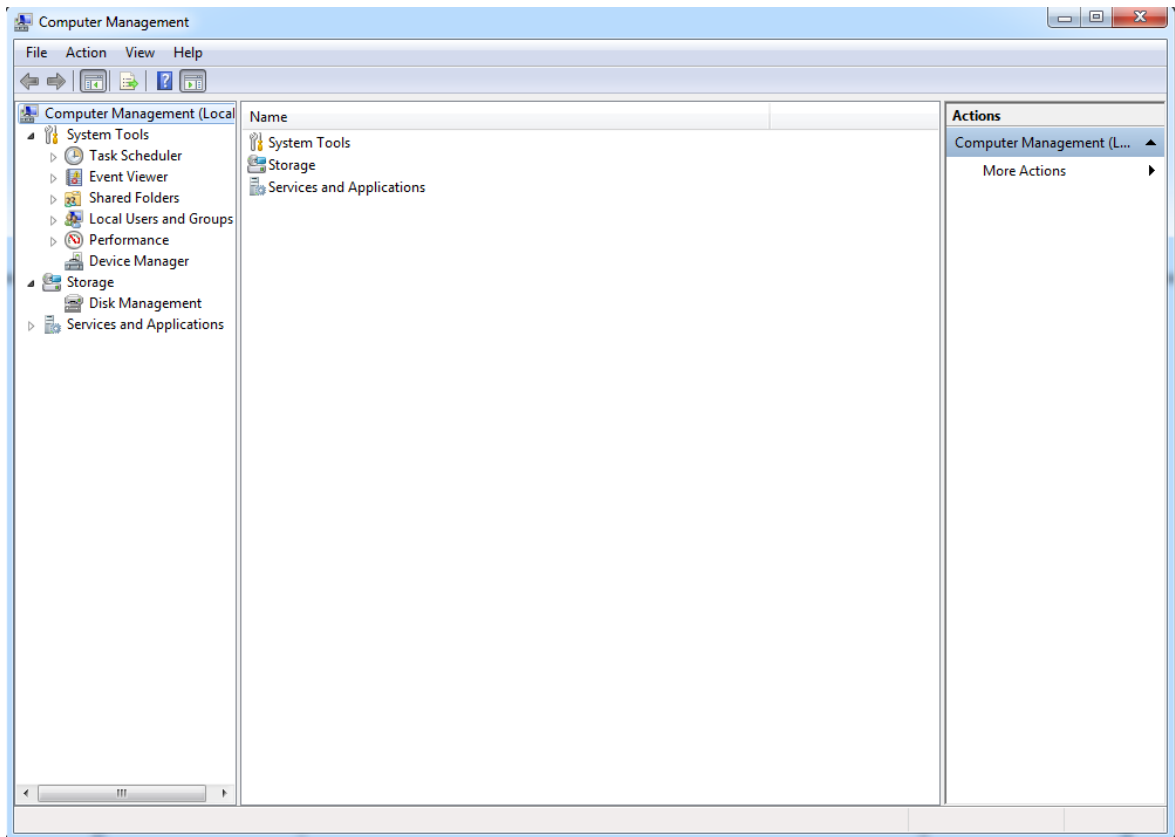 Computer Management
File Action View Help
Computer Management (Local
System Tools
Task Scheduler
Event Viewer
Shared Folders
Local Users and Groups
Performance
Device Manager
Storage
Disk Management
Services and Applications
Name
System Tools
Storage
Services and Applications
Actions
Computer Management (L...
More Actions